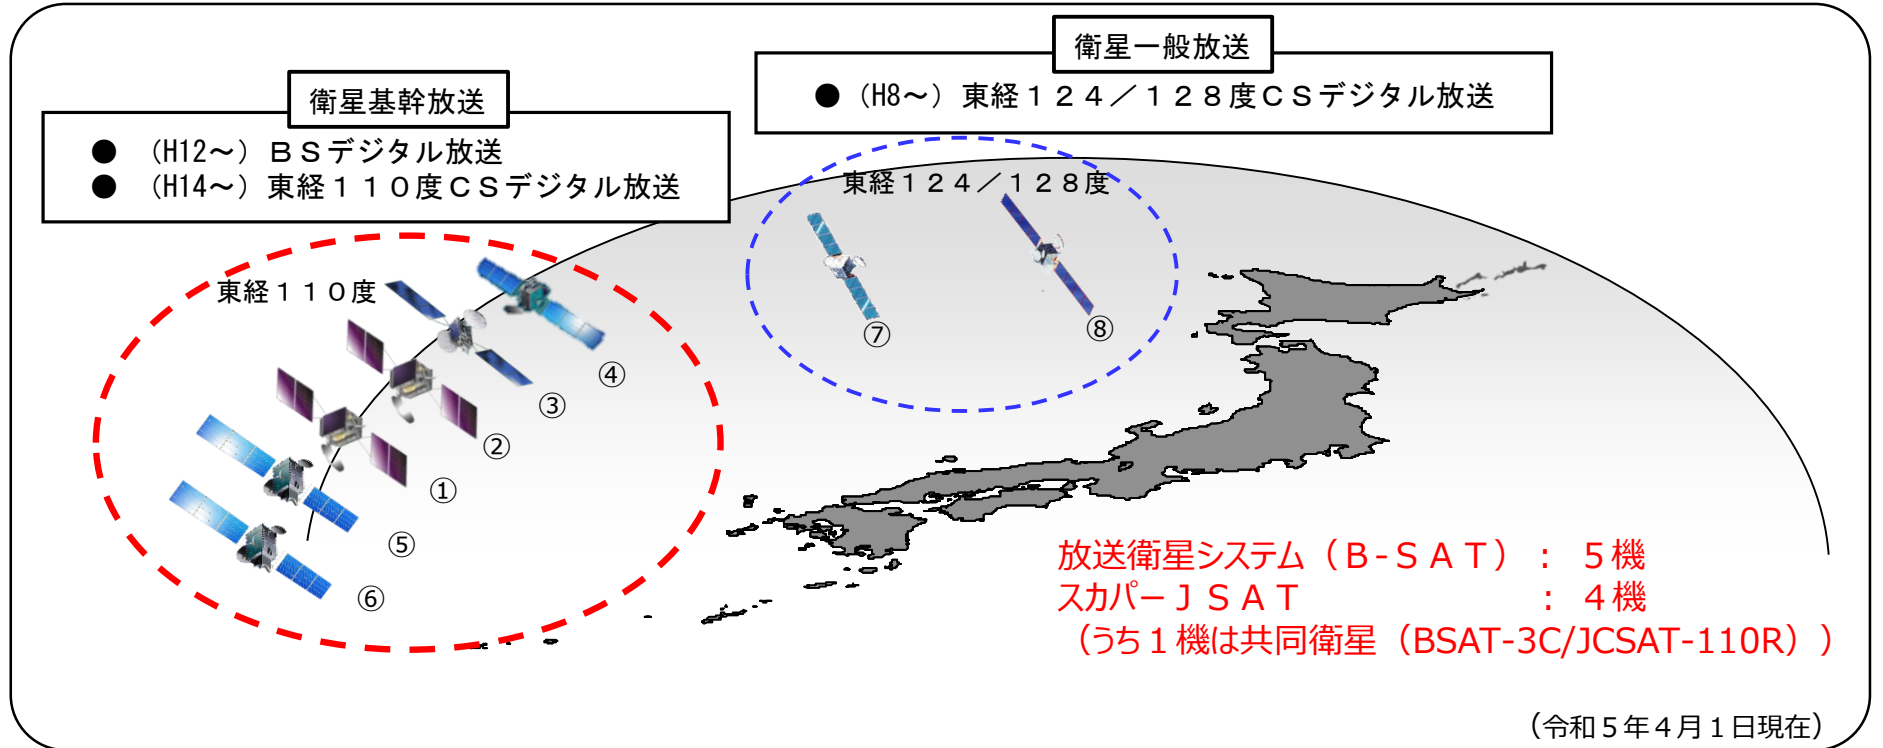 衛星一般放送
● (H8～) 東経１２４／１２８度ＣＳデジタル放送
衛星基幹放送
● (H12～) ＢＳデジタル放送
● (H14～) 東経１１０度ＣＳデジタル放送
東経１２４／１２８度
東経１１０度
⑦
⑧
④
③
②
①
⑤
⑥
放送衛星システム（Ｂ-ＳＡＴ）： ５機
スカパーＪＳＡＴ ： ４機
（うち１機は共同衛星（BSAT-3C/JCSAT-110R））
（令和５年４月１日現在）